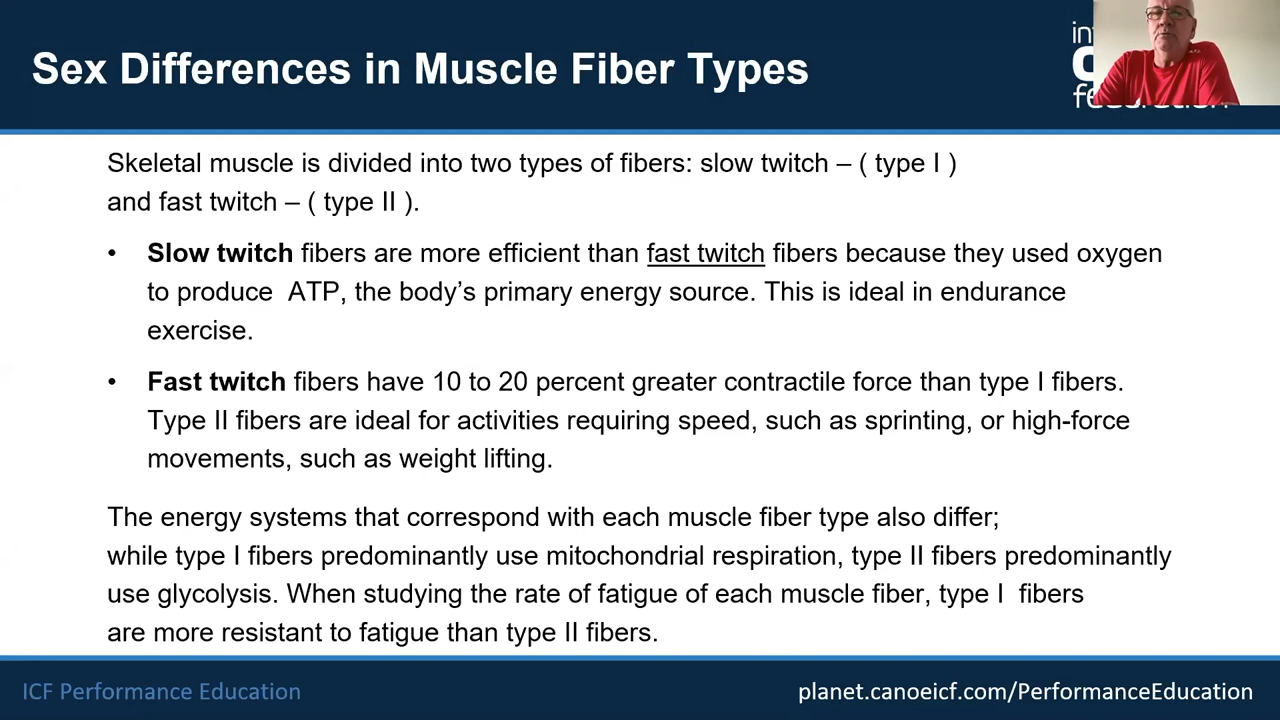 Sex Differences in Muscle Fiber Types
Skeletal muscle is divided into two types of fibers: slow twitch – ( type I )
and fast twitch – ( type II ).
• Slow twitch fibers are more efficient than fast twitch fibers because they used oxygen
to produce  ATP, the body’s primary energy source. This is ideal in endurance
exercise.
• Fast twitch fibers have 10 to 20 percent greater contractile force than type I fibers.
Type II fibers are ideal for activities requiring speed, such as sprinting, or high-force
movements, such as weight lifting.
The energy systems that correspond with each muscle fiber type also differ;
while type I fibers predominantly use mitochondrial respiration, type II fibers predominantly
use glycolysis. When studying the rate of fatigue of each muscle fiber, type I  fibers
are more resistant to fatigue than type II fibers.
ICF Performance Education
planet.canoeicf.com/PerformanceEducation